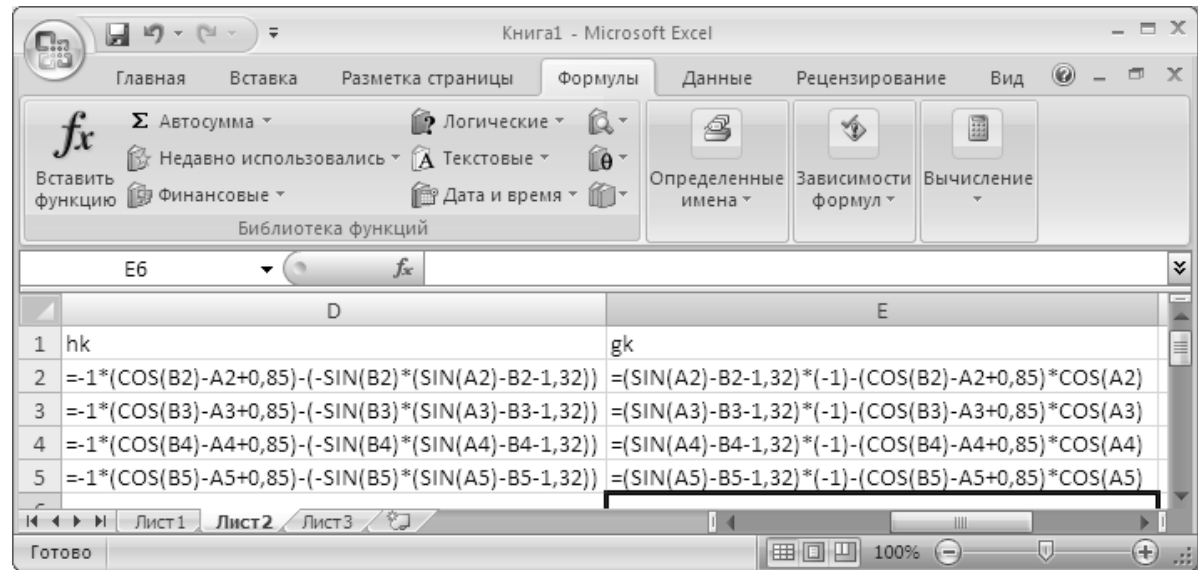 Книга1 - Microsoft Excel
Главная Вставка Разметка страницы Формулы Данные Рецензирование Вид
fx Вставить функцию
Σ Автосумма
Недавно использовались
Финансовые
Логические
Текстовые
Дата и время
Библиотека функций
Определенные имена
Зависимости формул
Вычисление
E6 fx
D E
1 hk gk
2 =-1*(COS(B2)-A2+0,85)-(-SIN(B2)*(SIN(A2)-B2-1,32)) =(SIN(A2)-B2-1,32)*(-1)-(COS(B2)-A2+0,85)*COS(A2)
3 =-1*(COS(B3)-A3+0,85)-(-SIN(B3)*(SIN(A3)-B3-1,32)) =(SIN(A3)-B3-1,32)*(-1)-(COS(B3)-A3+0,85)*COS(A3)
4 =-1*(COS(B4)-A4+0,85)-(-SIN(B4)*(SIN(A4)-B4-1,32)) =(SIN(A4)-B4-1,32)*(-1)-(COS(B4)-A4+0,85)*COS(A4)
5 =-1*(COS(B5)-A5+0,85)-(-SIN(B5)*(SIN(A5)-B5-1,32)) =(SIN(A5)-B5-1,32)*(-1)-(COS(B5)-A5+0,85)*COS(A5)
Лист1 Лист2 Лист3
Готово 100%